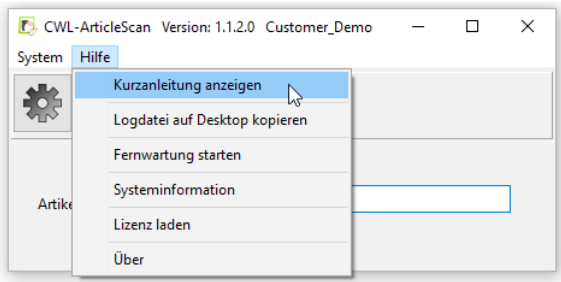 CWL-ArticleScan Version: 1.1.2.0 Customer_Demo
System Hilfe
Kurzanleitung anzeigen
Logdatei auf Desktop kopieren
Fernwartung starten
Systeminformation
Artike
Lizenz laden
Über